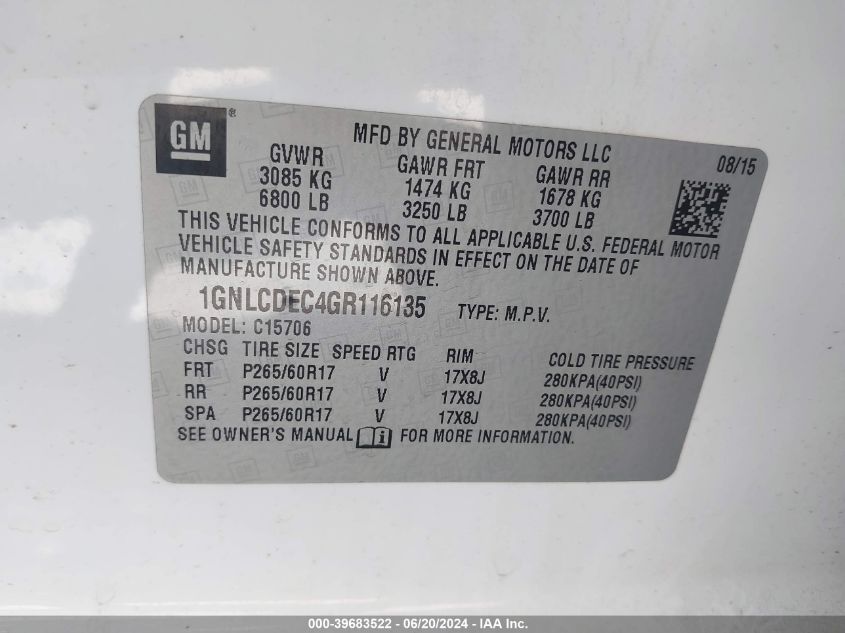 GM ®
MFD BY GENERAL MOTORS LLC
08/15
GVWR GAWR FRT GAWR RR
3085 KG 1474 KG 1678 KG
6800 LB 3250 LB 3700 LB
THIS VEHICLE CONFORMS TO ALL APPLICABLE U.S. FEDERAL MOTOR
VEHICLE SAFETY STANDARDS IN EFFECT ON THE DATE OF
MANUFACTURE SHOWN ABOVE.
1GNLCDEC4GR116135 TYPE: M.P.V.
MODEL: C15706
CHSG TIRE SIZE SPEED RTG RIM COLD TIRE PRESSURE
FRT P265/60R17 V 17X8J 280KPA(40PSI)
RR P265/60R17 V 17X8J 280KPA(40PSI)
SPA P265/60R17 V 17X8J 280KPA(40PSI)
SEE OWNER'S MANUAL i FOR MORE INFORMATION.
000-39683522 - 06/20/2024 - IAA Inc.